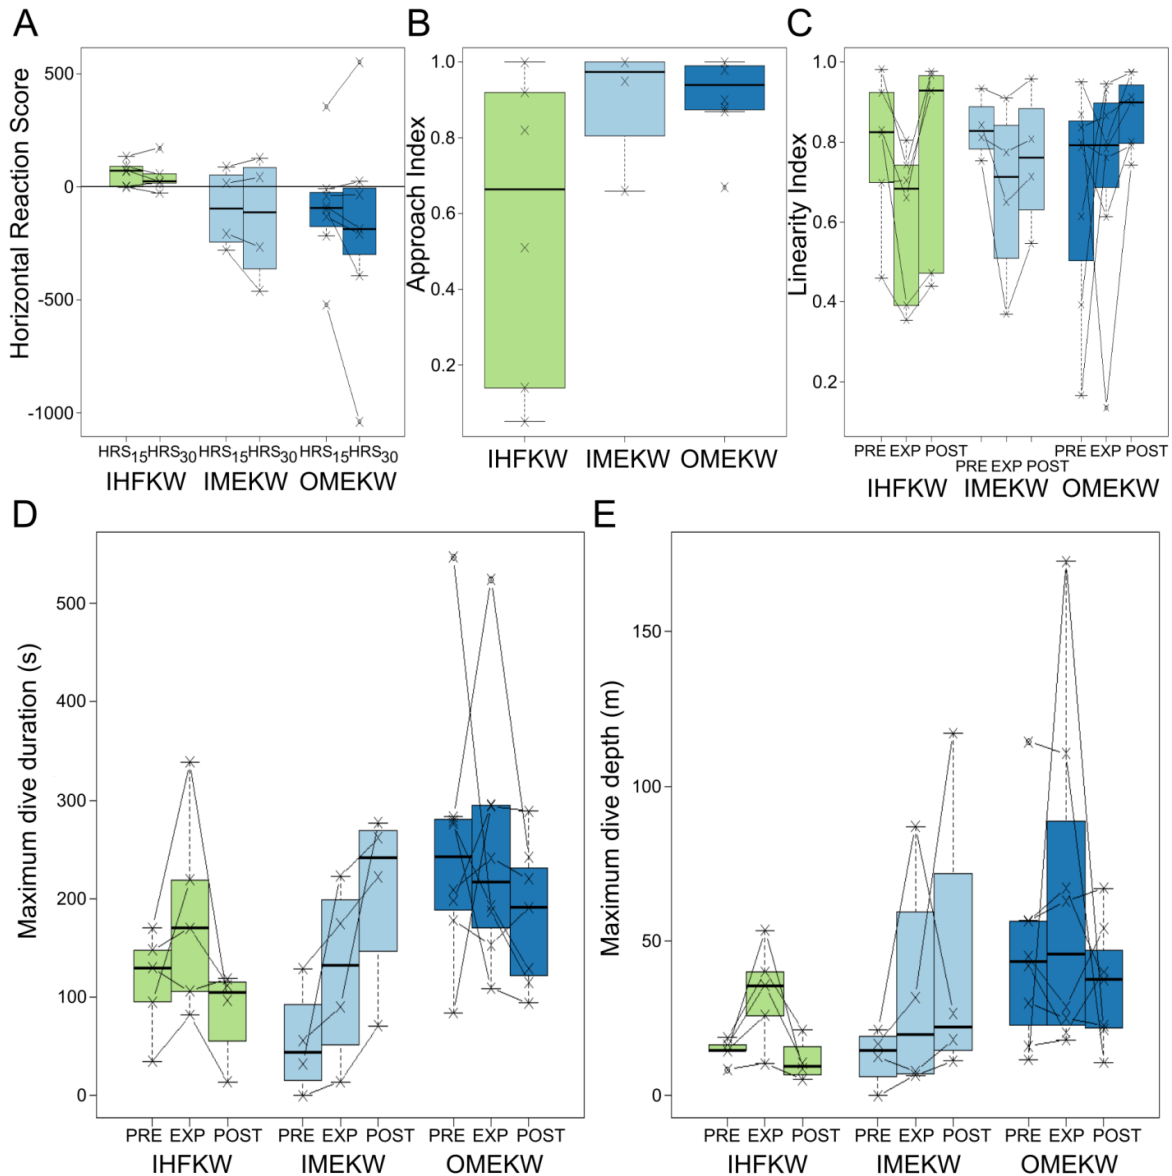 A
B
C
Horizontal Reaction Score
500
0
-500
-1000
HRS15HRS30 HRS15HRS30 HRS15HRS30
IHFKW IMEKW OMEKW
Approach Index
1.0
0.8
0.6
0.4
0.2
IHFKW IMEKW OMEKW
Linearity Index
1.0
0.8
0.6
0.4
0.2
PRE EXP POST PRE EXP POST PRE EXP POST
IHFKW IMEKW OMEKW
D
E
Maximum dive duration (s)
500
400
300
200
100
0
PRE EXP POST PRE EXP POST PRE EXP POST
IHFKW IMEKW OMEKW
Maximum dive depth (m)
150
100
50
0
PRE EXP POST PRE EXP POST PRE EXP POST
IHFKW IMEKW OMEKW